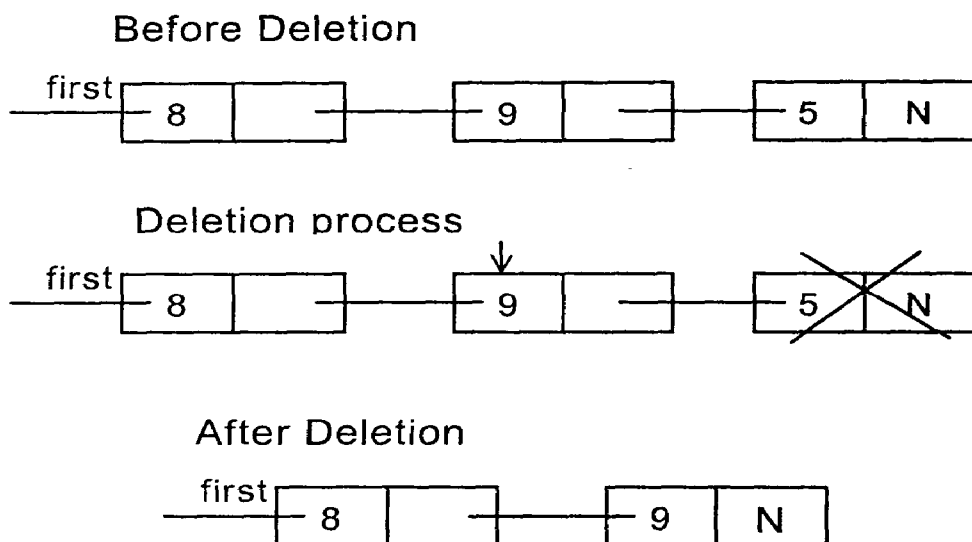 Before Deletion
first 8 9 5 N
Deletion process
first 8 9 5 N
After Deletion
first 8 9 N